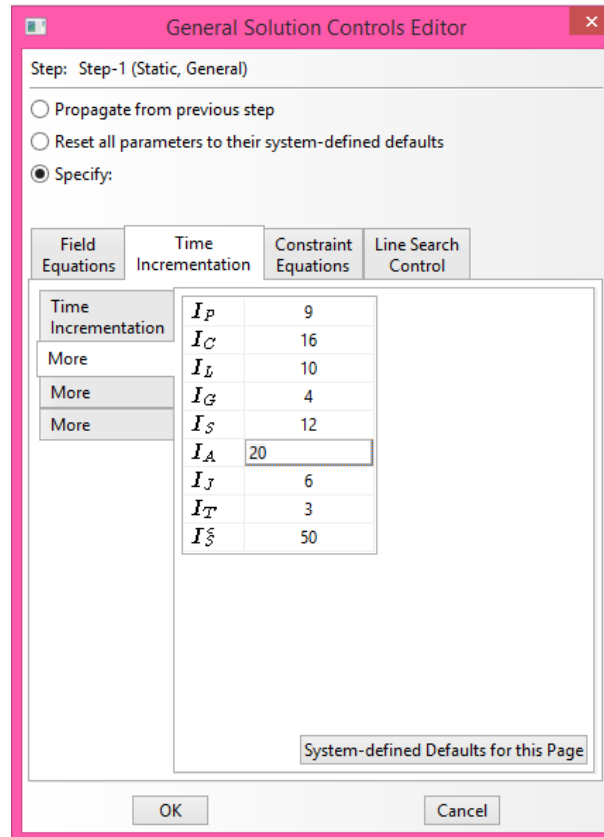 General Solution Controls Editor
Step: Step-1 (Static, General)
Propagate from previous step
Reset all parameters to their system-defined defaults
Specify:
Field Equations
Time Incrementation
Constraint Equations
Line Search Control
Time Incrementation
More
More
More
I_P 9
I_C 16
I_L 10
I_G 4
I_S 12
I_A 20
I_J 6
I_T 3
I_S^c 50
System-defined Defaults for this Page
OK Cancel